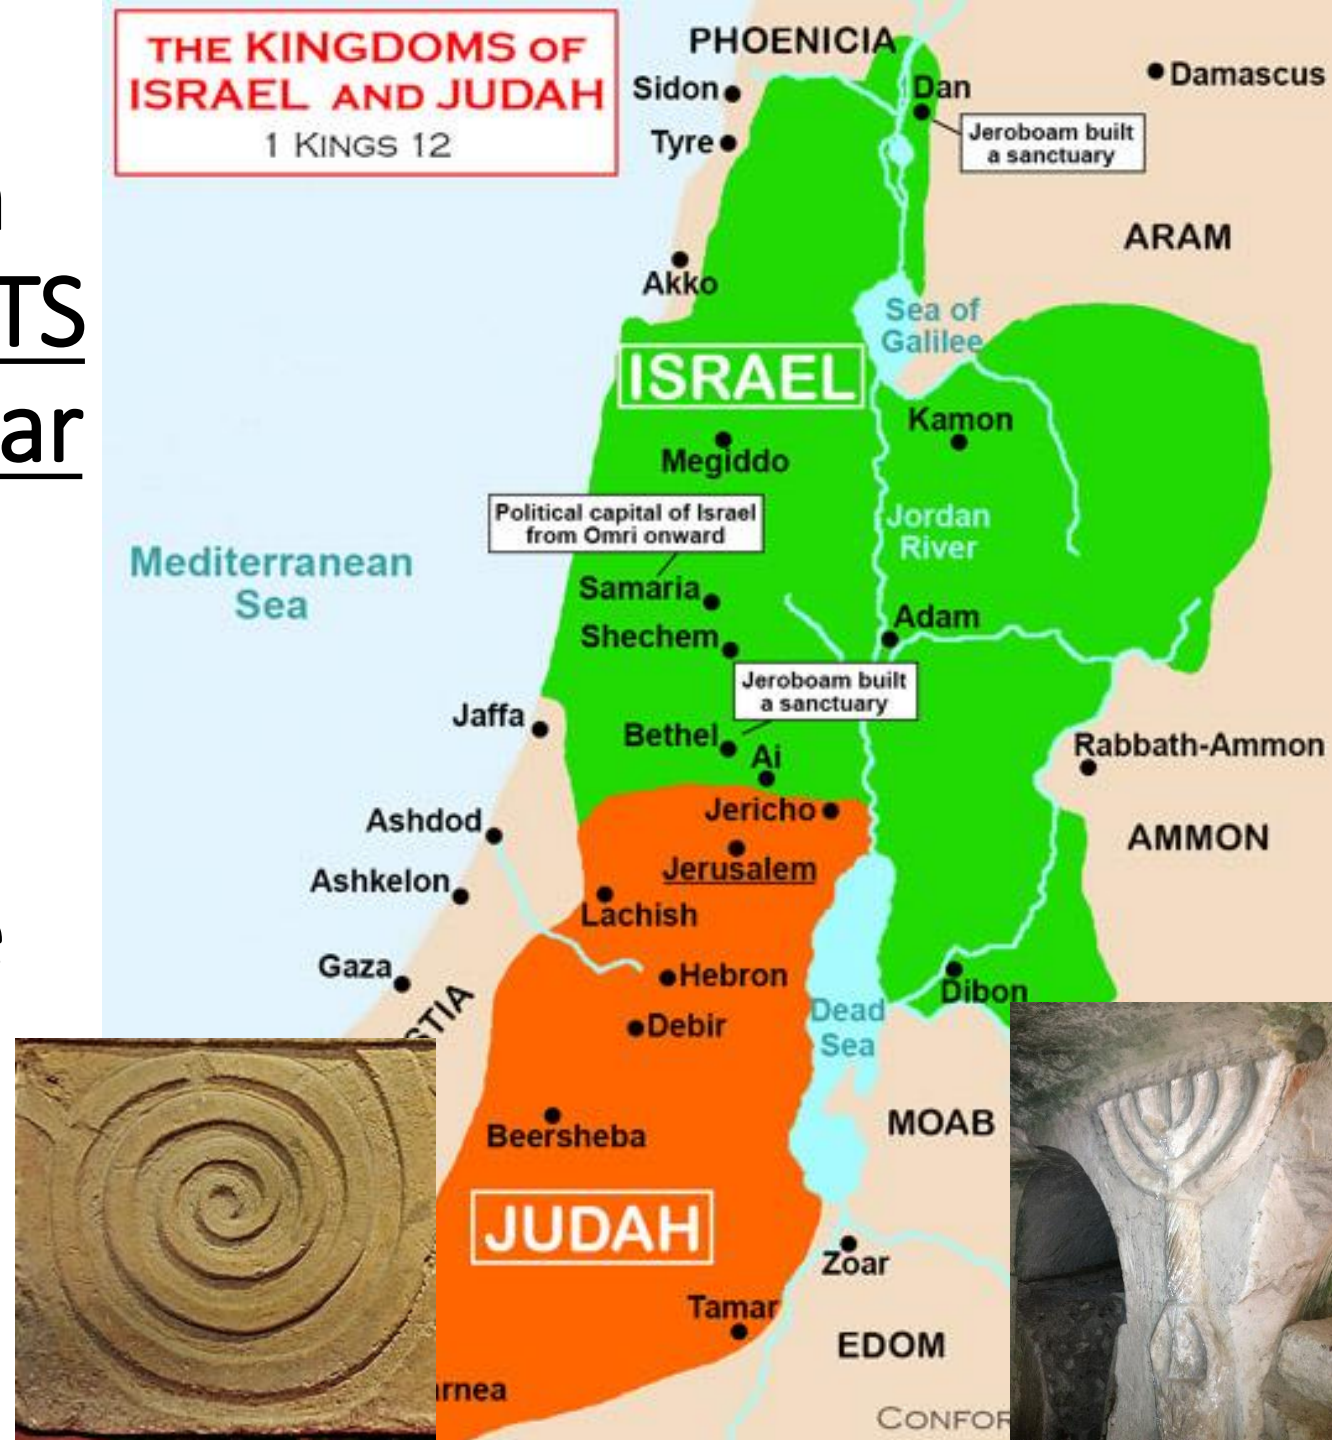 THE KINGDOMS OF
ISRAEL AND JUDAH
1 KINGS 12
PHOENICIA
Sidon
Dan
Damascus
Tyre
Jeroboam built
a sanctuary
ARAM
Akko
TS
ar
Sea of
Galilee
ISRAEL
Kamon
Megiddo
Political capital of Israel
from Omri onward
Jordan
River
Mediterranean
Sea
Samaria
Adam
Shechem
Jeroboam built
a sanctuary
Jaffa
Bethel
Ai
Rabbath-Ammon
Jericho
Ashdod
AMMON
Jerusalem
Ashkelon
Lachish
Gaza
Hebron
Dibon
STIA
Debir
Dead
Sea
Beersheba
MOAB
JUDAH
Zoar
Tamar
EDOM
rnea
CONFOR